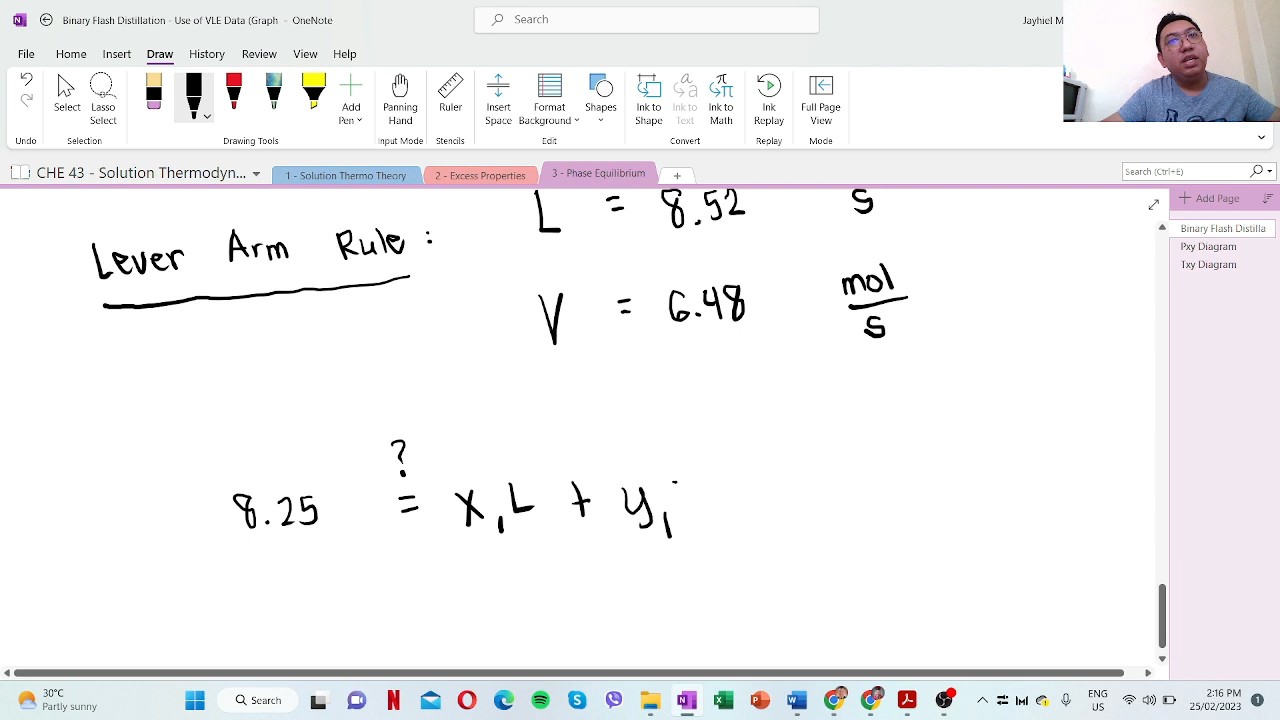 Binary Flash Distillation - Use of VLE Data (Graph - OneNote
Search
Jayhiel M
File Home Insert Draw History Review View Help
Undo
Select
Lasso Select
Add Pen
Panning Hand
Ruler
Insert Space
Format Background
Shapes
Ink to Shape
Ink to Text
Ink to Math
Ink Replay
Full Page View
Undo
Drawing Tools
Input Mode
Stencils
Edit
Convert
Replay
View
CHE 43 - Solution Thermodyn...
1 - Solution Thermo Theory
2 - Excess Properties
3 - Phase Equilibrium
+
Search (Ctrl+E)
Add Page
Binary Flash Distilla
Pxy Diagram
Txy Diagram
L = 8.52 s
Lever Arm Rule:
V = 6.48 mol/s
?
8.25 = x₁L + y₁
30°C
Partly sunny
Search
ENG
US
2:16 PM
25/02/2023
1